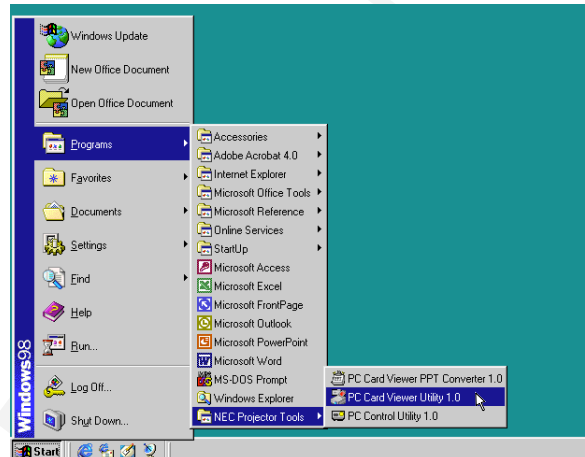 Windows Update
New Office Document
Open Office Document
Programs
Favorites
Documents
Settings
Find
Help
Run...
Log Off...
Shut Down...
Windows98
Accessories
Adobe Acrobat 4.0
Internet Explorer
Microsoft Office Tools
Microsoft Reference
Online Services
StartUp
Microsoft Access
Microsoft Excel
Microsoft FrontPage
Microsoft Outlook
Microsoft PowerPoint
Microsoft Word
MS-DOS Prompt
Windows Explorer
NEC Projector Tools
PC Card Viewer PPT Converter 1.0
PC Card Viewer Utility 1.0
PC Control Utility 1.0
Start